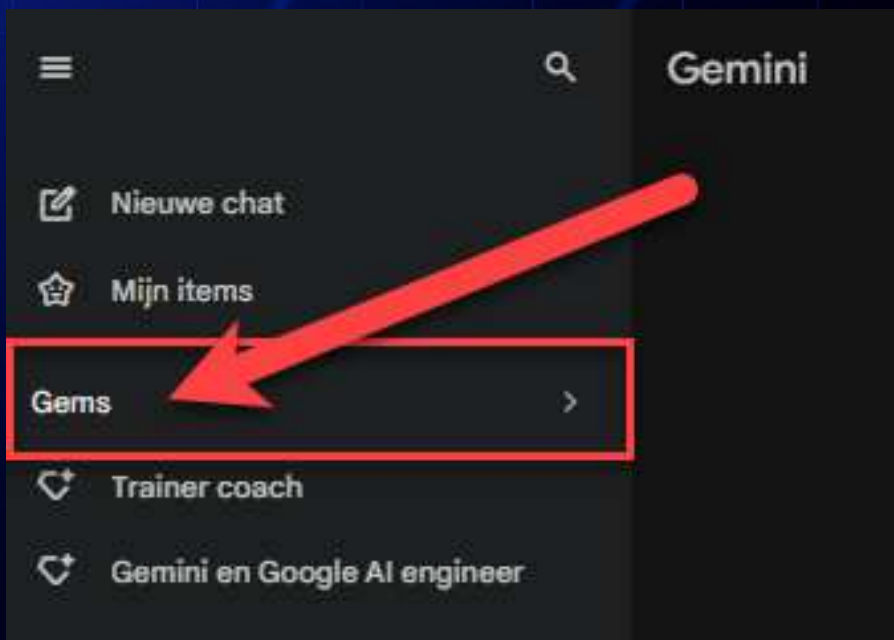 Gemini
Nieuwe chat
Mijn items
Gems
Trainer coach
Gemini en Google AI engineer